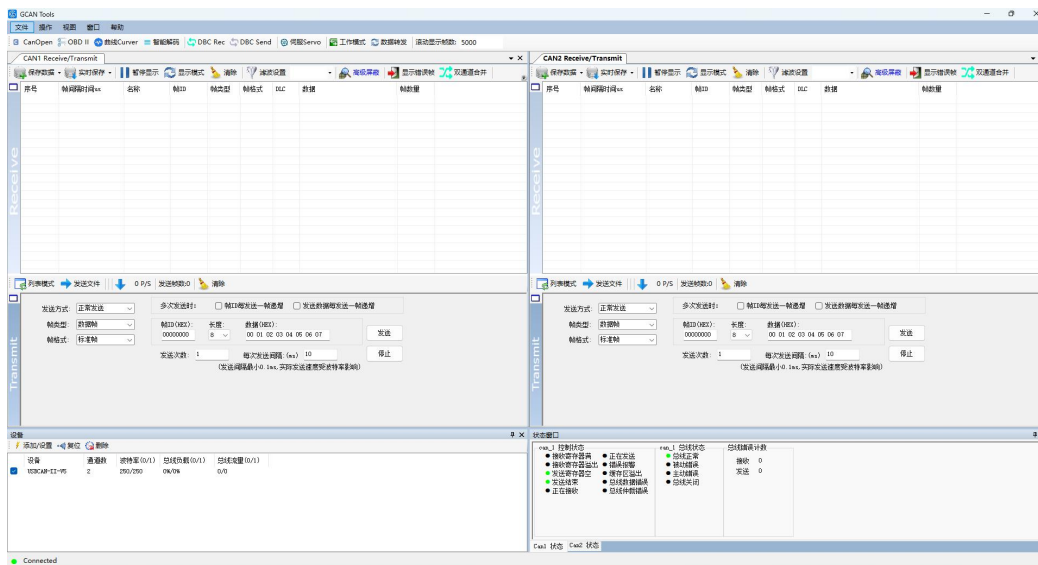 GCAN Tools
文件 操作 视图 窗口 帮助
CanOpen OBD II 曲线Curver 智能解码 DBC Rec DBC Send 伺服Servo 工作模式 数据转发 滚动显示帧数: 5000
CAN1 Receive/Transmit
保存数据 实时保存 暂停显示 显示模式 清除 滤波设置 高级屏蔽 显示错误帧 双通道合并
序号 帧间隔时间us 名称 帧ID 帧类型 帧格式 DLC 数据 帧数量
Receive
列表模式 发送文件 0 P/S 发送帧数:0 清除
发送方式: 正常发送 多次发送时: 帧ID每发送一帧递增 发送数据每发送一帧递增
帧类型: 数据帧 帧ID(HEX): 长度: 数据(HEX):
00000000 8 00 01 02 03 04 05 06 07 发送
帧格式: 标准帧
发送次数: 1 每次发送间隔:(ms) 10 停止
(发送间隔最小0.1ms,实际发送速度受波特率影响)
Transmit
CAN2 Receive/Transmit
保存数据 实时保存 暂停显示 显示模式 清除 滤波设置 高级屏蔽 显示错误帧 双通道合并
序号 帧间隔时间us 名称 帧ID 帧类型 帧格式 DLC 数据 帧数量
Receive
列表模式 发送文件 0 P/S 发送帧数:0 清除
发送方式: 正常发送 多次发送时: 帧ID每发送一帧递增 发送数据每发送一帧递增
帧类型: 数据帧 帧ID(HEX): 长度: 数据(HEX):
00000000 8 00 01 02 03 04 05 06 07 发送
帧格式: 标准帧
发送次数: 1 每次发送间隔:(ms) 10 停止
(发送间隔最小0.1ms,实际发送速度受波特率影响)
Transmit
设备
添加/设置 复位 删除
设备 通道数 波特率(0/1) 总线负载(0/1) 总线流量(0/1)
USBCAN-II-V5 2 250/250 0%/0% 0/0
状态窗口
can_1 控制状态 can_1 总线状态 总线错误计数
接收寄存器满 正在发送 总线正常 接收 0
接收寄存器溢出 错误报警 被动错误
发送寄存器空 缓存区溢出 主动错误 发送 0
发送结束 总线数据错误 总线关闭
正在接收 总线仲裁错误
Can1 状态 Can2 状态
Connected